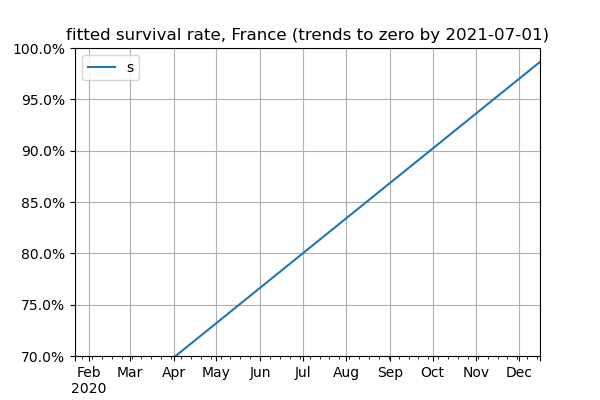 fitted survival rate, France (trends to zero by 2021-07-01)
100.0%
s
95.0%
90.0%
85.0%
80.0%
75.0%
70.0%
Feb Mar Apr May Jun Jul Aug Sep Oct Nov Dec
2020